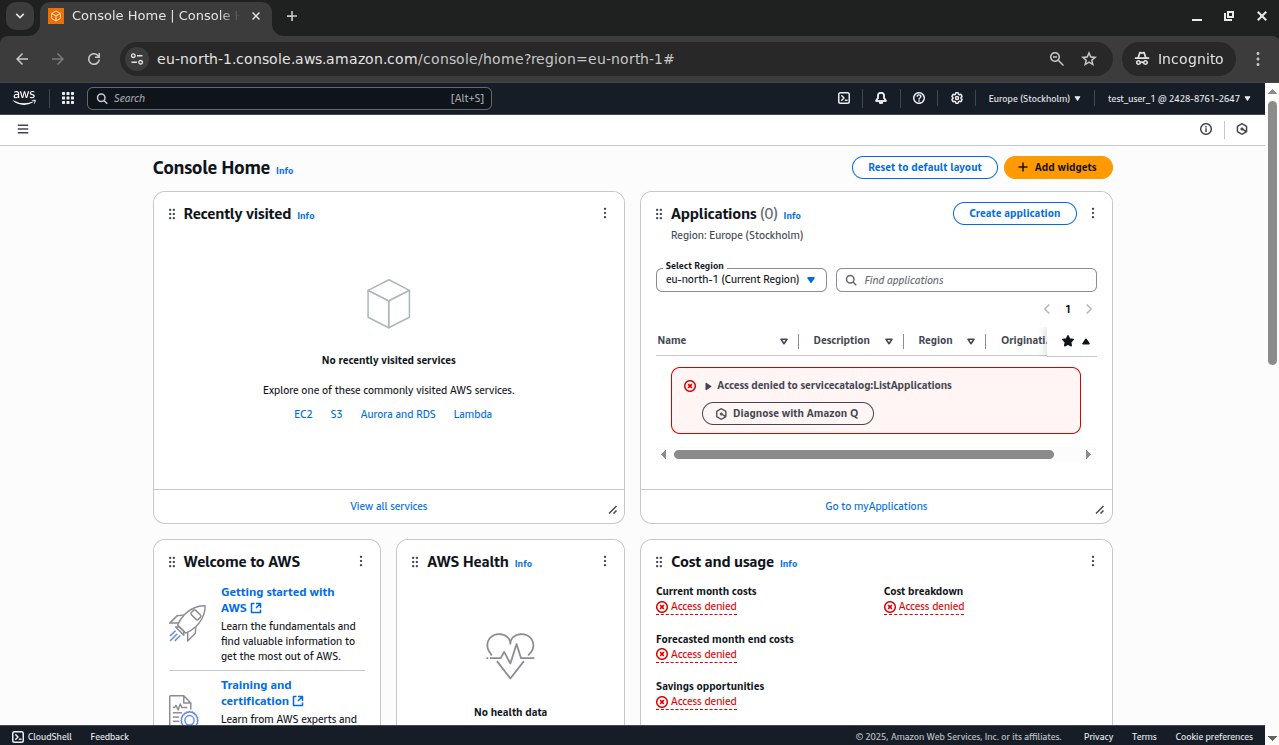 Console Home | Console
eu-north-1.console.aws.amazon.com/console/home?region=eu-north-1#
Incognito
aws
Search
[Alt+S]
Europe (Stockholm)
test_user_1 @ 2428-8761-2647
Console Home Info
Reset to default layout
Add widgets
Recently visited Info
No recently visited services
Explore one of these commonly visited AWS services.
EC2 S3 Aurora and RDS Lambda
View all services
Applications (0) Info
Create application
Region: Europe (Stockholm)
Select Region
eu-north-1 (Current Region)
Find applications
1
Name Description Region Originati
Access denied to servicecatalog:ListApplications
Diagnose with Amazon Q
Go to myApplications
Welcome to AWS
Getting started with
AWS
Learn the fundamentals and
find valuable information to
get the most out of AWS.
Training and
certification
Learn from AWS experts and
AWS Health Info
No health data
Cost and usage Info
Current month costs
Access denied
Cost breakdown
Access denied
Forecasted month end costs
Access denied
Savings opportunities
Access denied
CloudShell Feedback
© 2025, Amazon Web Services, Inc. or its affiliates. Privacy Terms Cookie preferences